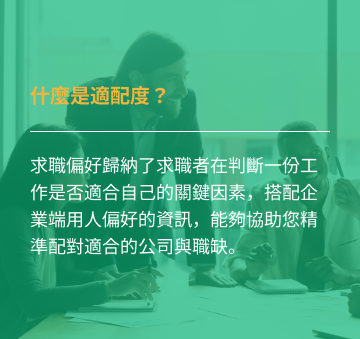 什麼是適配度？
求職偏好歸納了求職者在判斷一份工
作是否適合自己的關鍵因素，搭配企
業端用人偏好的資訊，能夠協助您精
準配對適合的公司與職缺。